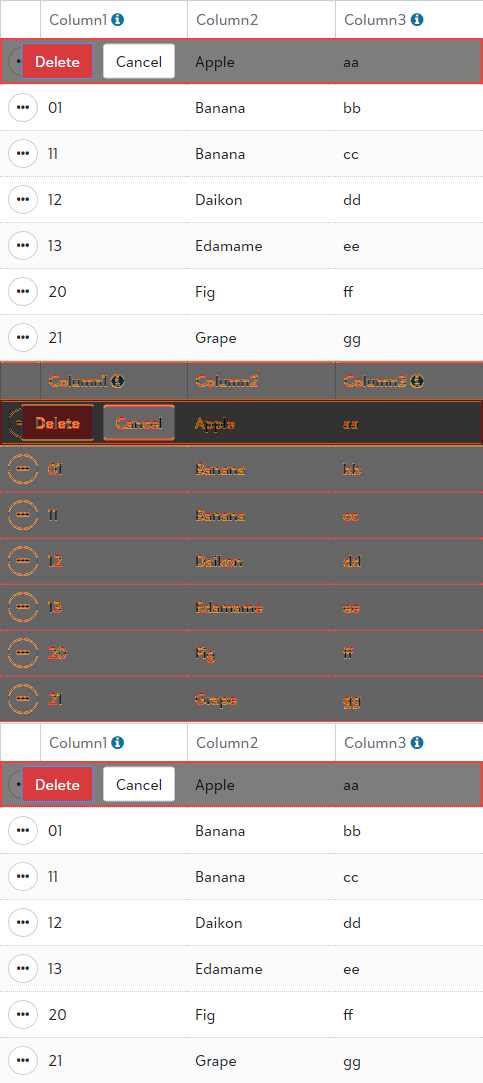 Column1 Column2 Column3
Delete Cancel Apple aa
01 Banana bb
11 Banana cc
12 Daikon dd
13 Edamame ee
20 Fig ff
21 Grape gg
Column1 Column2 Column3
Delete Cancel Apple aa
01 Banana bb
11 Banana cc
12 Daikon dd
13 Edamame ee
20 Fig ff
21 Grape gg
Column1 Column2 Column3
Delete Cancel Apple aa
01 Banana bb
11 Banana cc
12 Daikon dd
13 Edamame ee
20 Fig ff
21 Grape gg